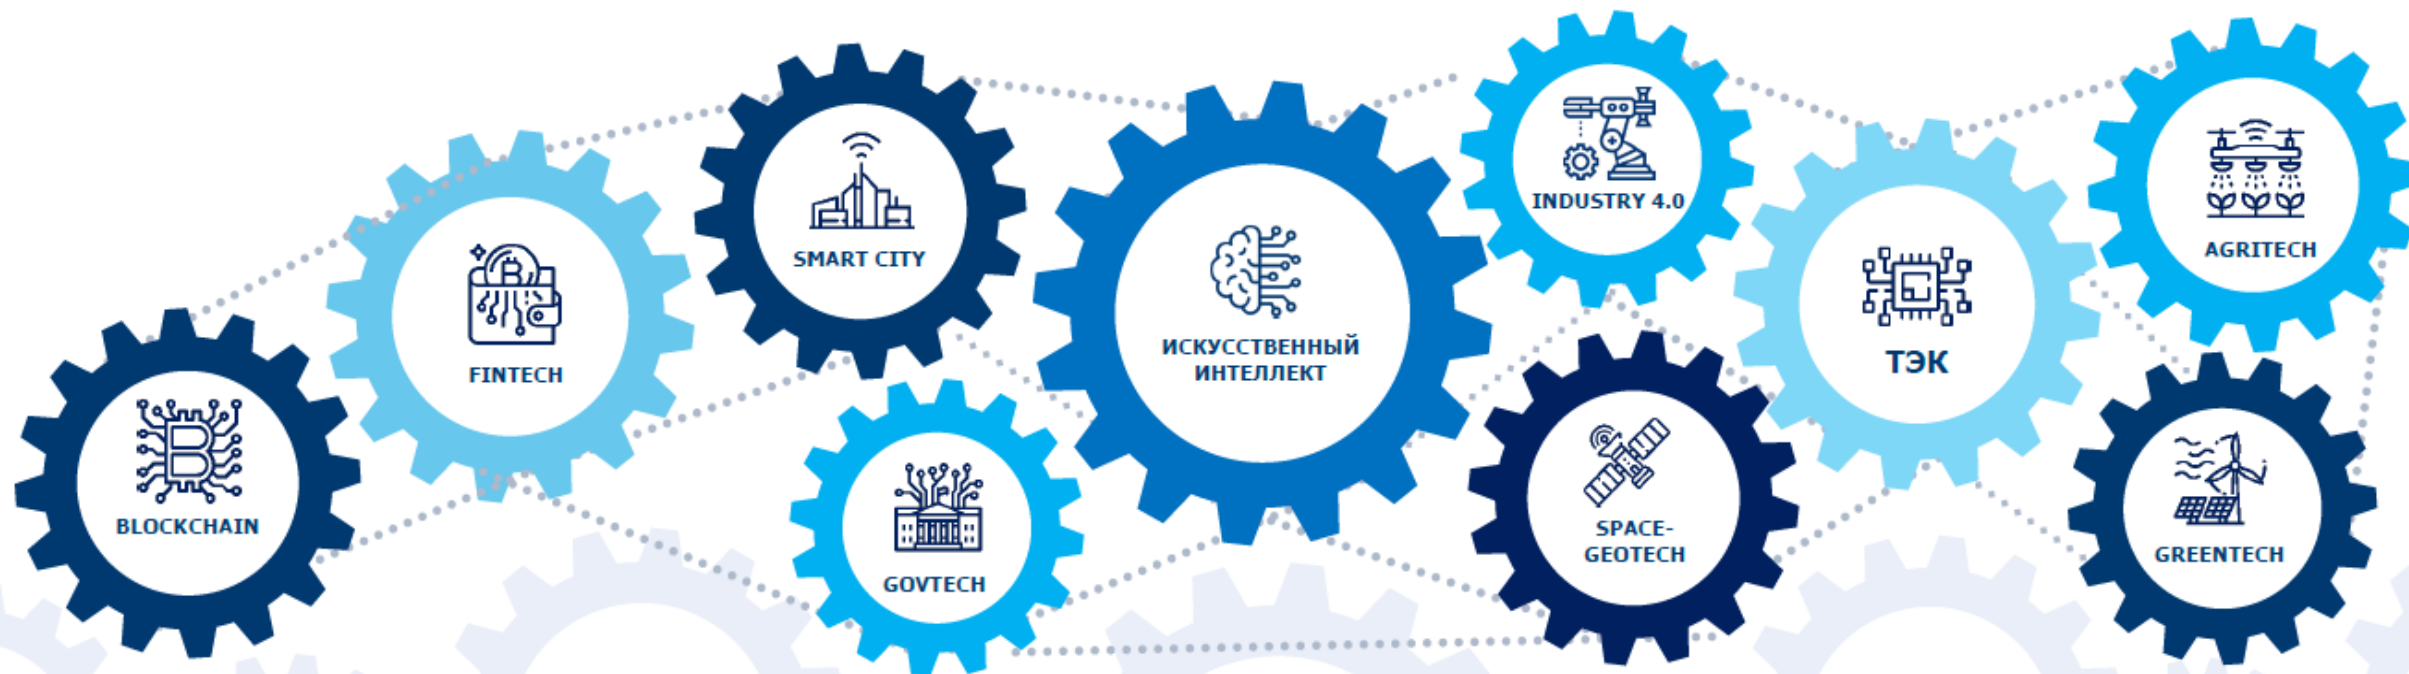 BLOCKCHAIN
FINTECH
SMART CITY
GOVTECH
ИСКУССТВЕННЫЙ
ИНТЕЛЛЕКТ
INDUSTRY 4.0
SPACE-
GEOTECH
ТЭК
AGRITECH
GREENTECH